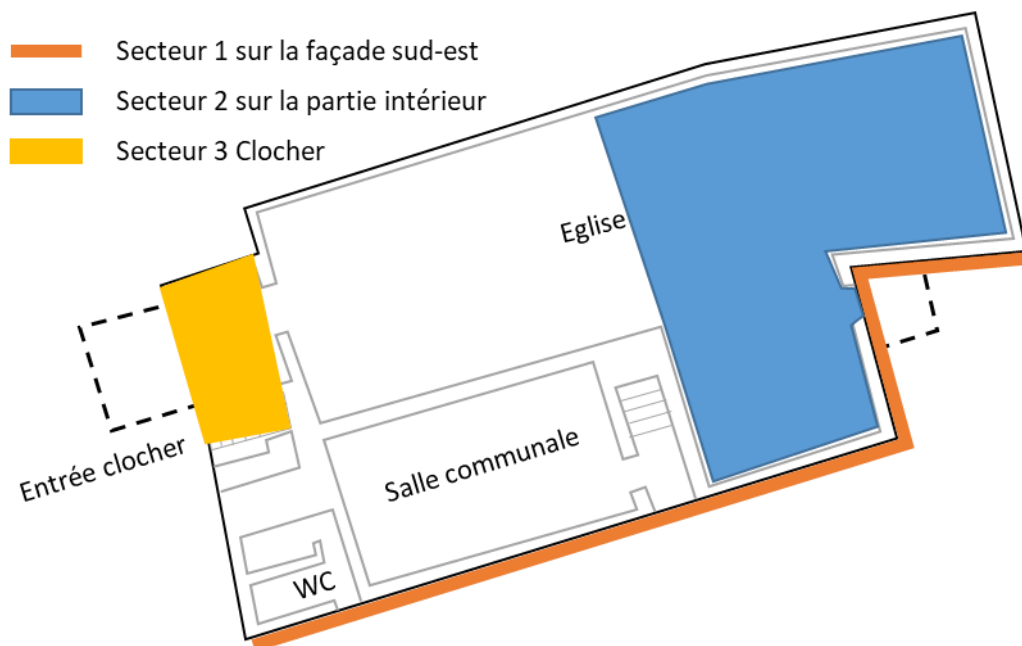 Secteur 1 sur la façade sud-est
Secteur 2 sur la partie intérieur
Secteur 3 Clocher
Eglise
Entrée clocher
Salle communale
WC